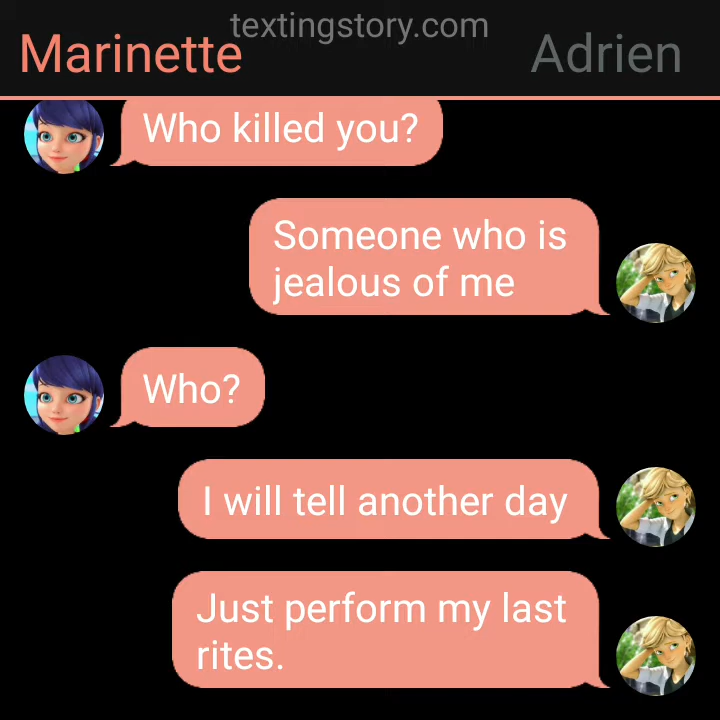 textingstory.com
Marinette
Adrien
Who killed you?
Someone who is
jealous of me
Who?
I will tell another day
Just perform my last
rites.